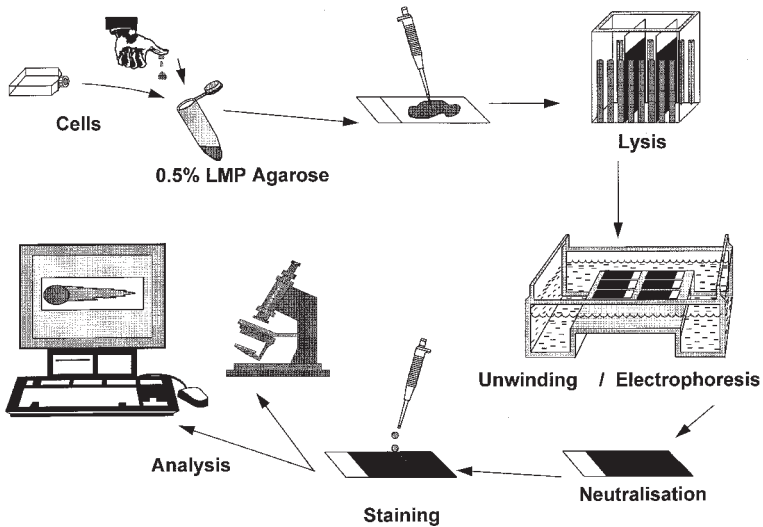 Cells
0.5% LMP Agarose
Lysis
Unwinding / Electrophoresis
Neutralisation
Staining
Analysis